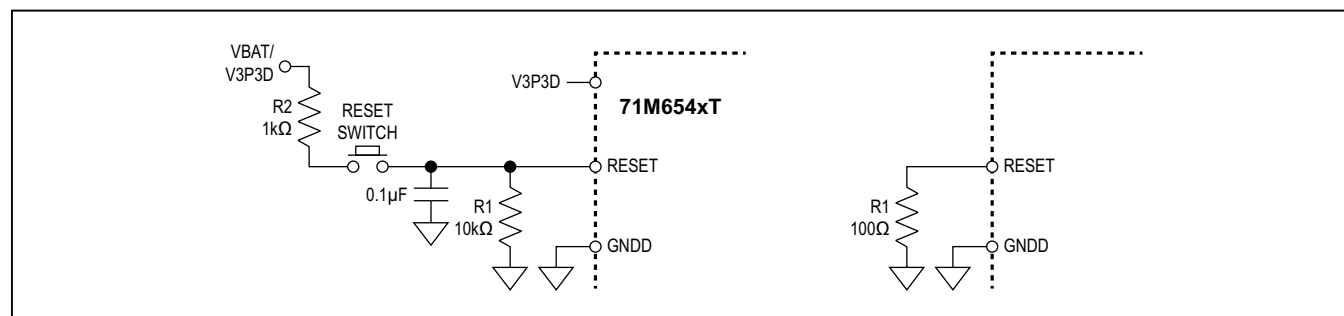 VBAT/
V3P3D
R2
1kΩ
RESET
SWITCH
0.1µF
R1
10kΩ
V3P3D
71M654xT
RESET
GNDD
R1
100Ω
RESET
GNDD